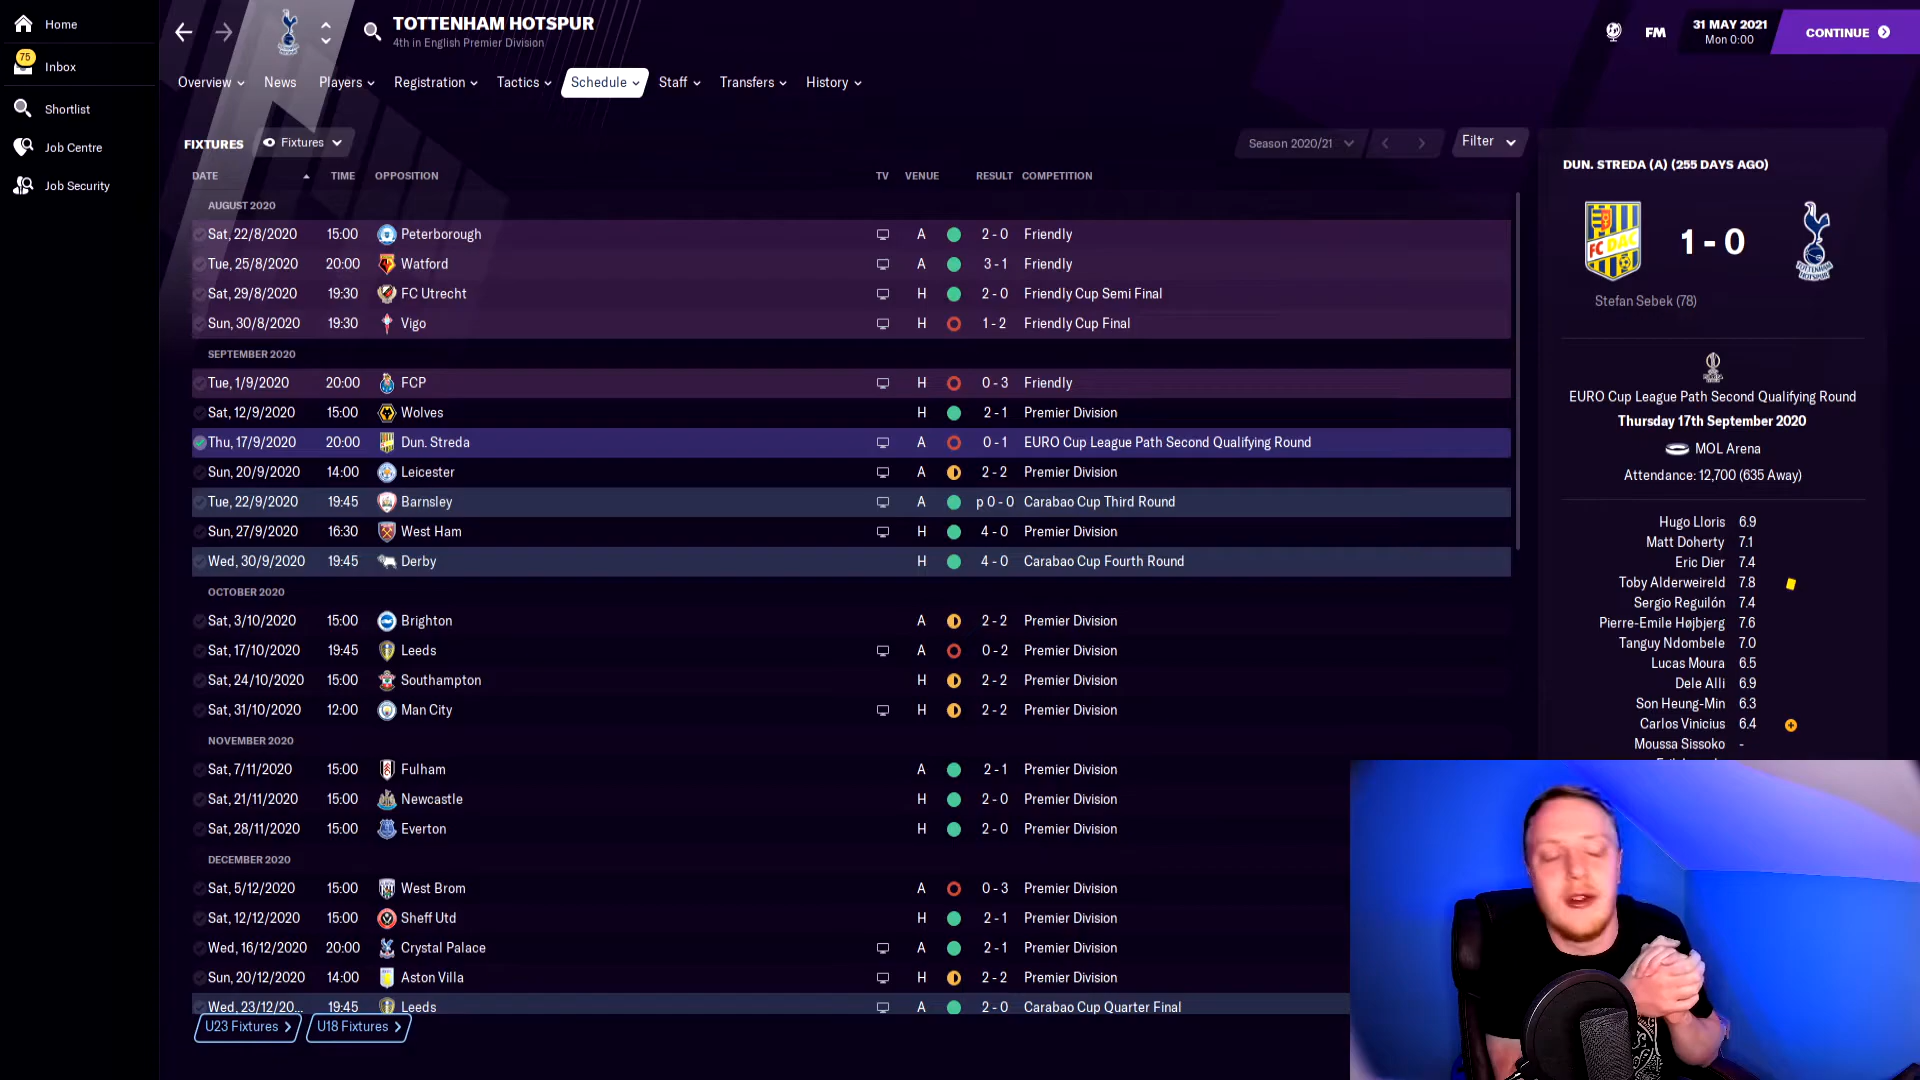 Home
75
Inbox
Shortlist
Job Centre
Job Security
TOTTENHAM HOTSPUR
4th in English Premier Division
FM
31 MAY 2021
Mon 0:00
CONTINUE
Overview News Players Registration Tactics Schedule Staff Transfers History
FIXTURES Fixtures Season 2020/21 Filter
DATE TIME OPPOSITION TV VENUE RESULT COMPETITION
AUGUST 2020
Sat, 22/8/2020 15:00 Peterborough A 2 - 0 Friendly
Tue, 25/8/2020 20:00 Watford A 3 - 1 Friendly
Sat, 29/8/2020 19:30 FC Utrecht H 2 - 0 Friendly Cup Semi Final
Sun, 30/8/2020 19:30 Vigo H 1 - 2 Friendly Cup Final
SEPTEMBER 2020
Tue, 1/9/2020 20:00 FCP H 0 - 3 Friendly
Sat, 12/9/2020 15:00 Wolves H 2 - 1 Premier Division
Thu, 17/9/2020 20:00 Dun. Streda A 0 - 1 EURO Cup League Path Second Qualifying Round
Sun, 20/9/2020 14:00 Leicester A 2 - 2 Premier Division
Tue, 22/9/2020 19:45 Barnsley A p 0 - 0 Carabao Cup Third Round
Sun, 27/9/2020 16:30 West Ham H 4 - 0 Premier Division
Wed, 30/9/2020 19:45 Derby H 4 - 0 Carabao Cup Fourth Round
OCTOBER 2020
Sat, 3/10/2020 15:00 Brighton A 2 - 2 Premier Division
Sat, 17/10/2020 19:45 Leeds A 0 - 2 Premier Division
Sat, 24/10/2020 15:00 Southampton H 2 - 2 Premier Division
Sat, 31/10/2020 12:00 Man City H 2 - 2 Premier Division
NOVEMBER 2020
Sat, 7/11/2020 15:00 Fulham A 2 - 1 Premier Division
Sat, 21/11/2020 15:00 Newcastle H 2 - 0 Premier Division
Sat, 28/11/2020 15:00 Everton H 2 - 0 Premier Division
DECEMBER 2020
Sat, 5/12/2020 15:00 West Brom A 0 - 3 Premier Division
Sat, 12/12/2020 15:00 Sheff Utd H 2 - 1 Premier Division
Wed, 16/12/2020 20:00 Crystal Palace A 2 - 1 Premier Division
Sun, 20/12/2020 14:00 Aston Villa H 2 - 2 Premier Division
Wed, 23/12/20... 19:45 Leeds A 2 - 0 Carabao Cup Quarter Final
U23 Fixtures U18 Fixtures
DUN. STREDA (A) (255 DAYS AGO)
FC DAC
1 - 0
TOTTENHAM HOTSPUR
Stefan Sebek (78)
EURO Cup League Path Second Qualifying Round
Thursday 17th September 2020
MOL Arena
Attendance: 12,700 (635 Away)
Hugo Lloris 6.9
Matt Doherty 7.1
Eric Dier 7.4
Toby Alderweireld 7.8
Sergio Reguilón 7.4
Pierre-Emile Højbjerg 7.6
Tanguy Ndombele 7.0
Lucas Moura 6.5
Dele Alli 6.9
Son Heung-Min 6.3
Carlos Vinicius 6.4
Moussa Sissoko -